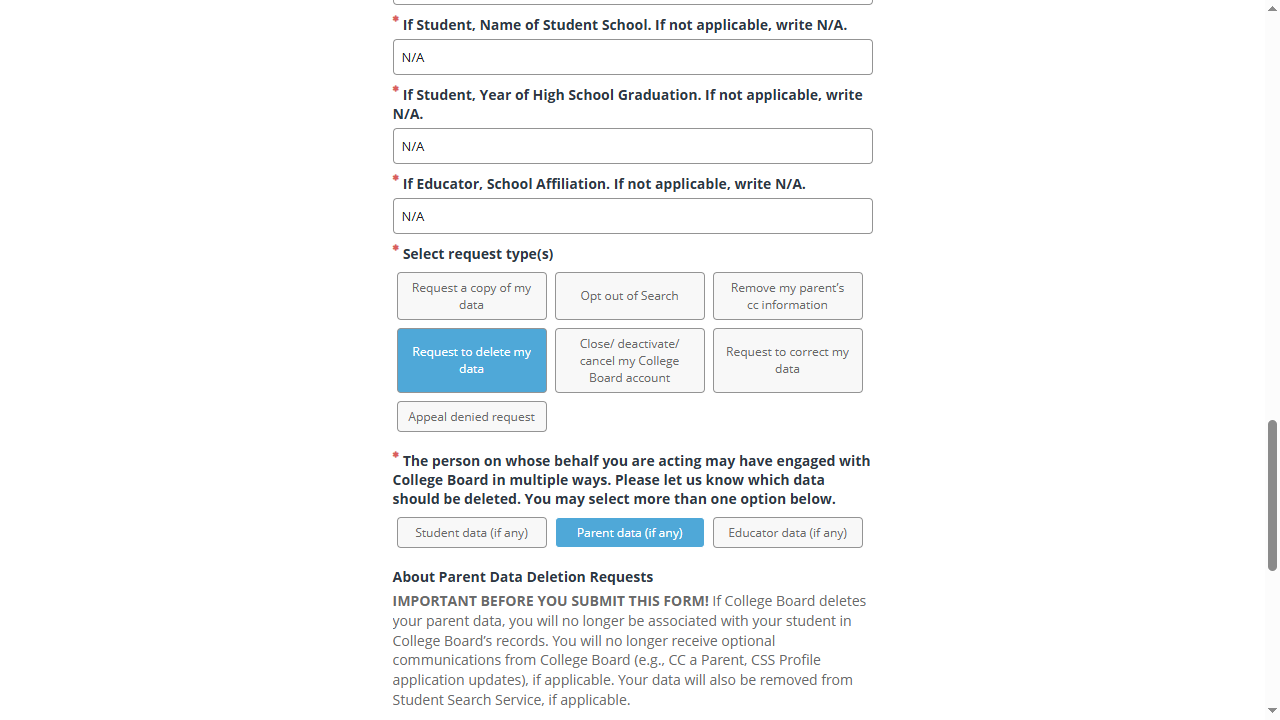 * If Student, Name of Student School. If not applicable, write N/A.
N/A
* If Student, Year of High School Graduation. If not applicable, write
N/A.
N/A
* If Educator, School Affiliation. If not applicable, write N/A.
N/A
* Select request type(s)
Request a copy of my
data
Opt out of Search
Remove my parent's
cc information
Request to delete my
data
Close/ deactivate/
cancel my College
Board account
Request to correct my
data
Appeal denied request
* The person on whose behalf you are acting may have engaged with
College Board in multiple ways. Please let us know which data
should be deleted. You may select more than one option below.
Student data (if any)
Parent data (if any)
Educator data (if any)
About Parent Data Deletion Requests
IMPORTANT BEFORE YOU SUBMIT THIS FORM! If College Board deletes
your parent data, you will no longer be associated with your student in
College Board's records. You will no longer receive optional
communications from College Board (e.g., CC a Parent, CSS Profile
application updates), if applicable. Your data will also be removed from
Student Search Service, if applicable.